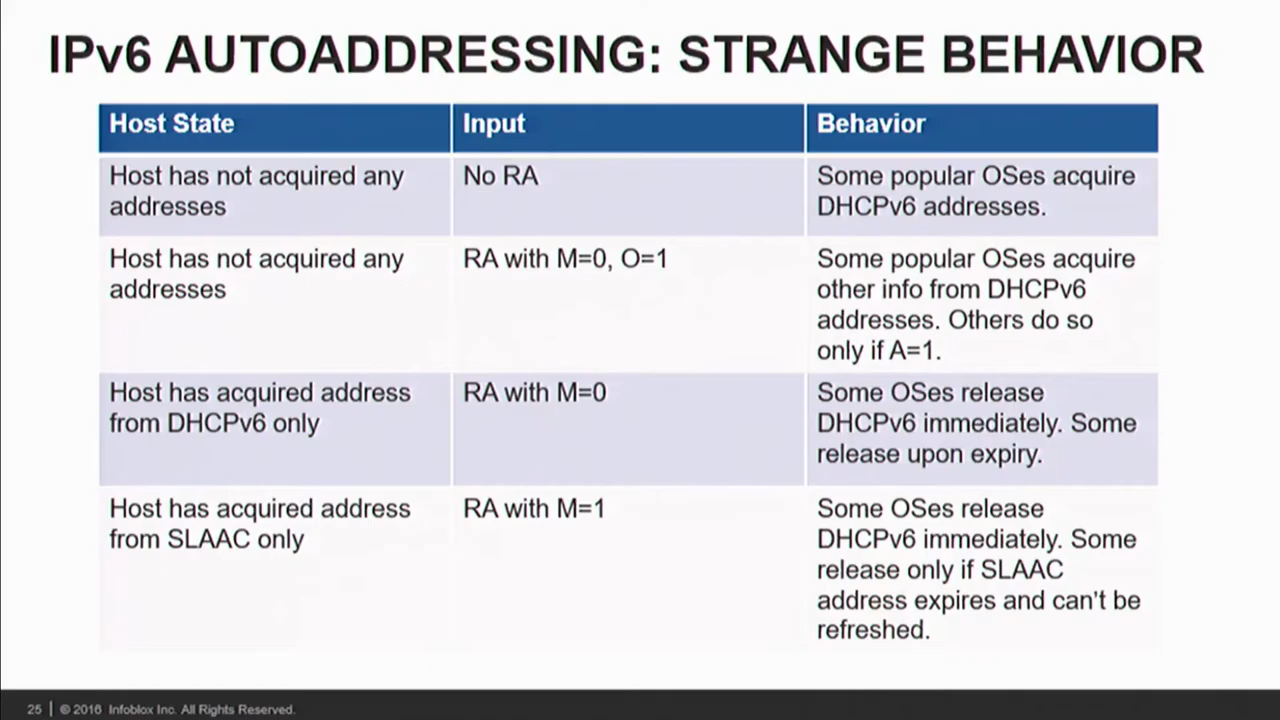 IPv6 AUTOADDRESSING: STRANGE BEHAVIOR
Host State
Input
Behavior
Host has not acquired any
addresses
No RA
Some popular OSes acquire
DHCPv6 addresses.
Host has not acquired any
addresses
RA with M=0, O=1
Some popular OSes acquire
other info from DHCPv6
addresses. Others do so
only if A=1.
Host has acquired address
from DHCPv6 only
RA with M=0
Some OSes release
DHCPv6 immediately. Some
release upon expiry.
Host has acquired address
from SLAAC only
RA with M=1
Some OSes release
DHCPv6 immediately. Some
release only if SLAAC
address expires and can't be
refreshed.
25 | © 2016 Infoblox Inc. All Rights Reserved.